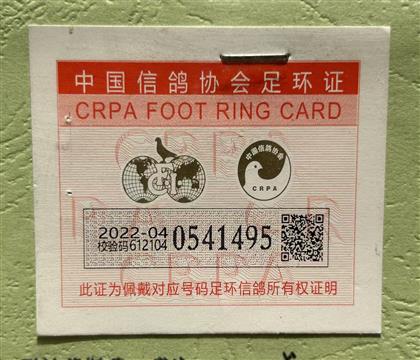 中国信鸽协会足环证
CRPA FOOT RING CARD
中国信鸽协会
CRPA
2022-04
校验码612104
0541495
此证为佩戴对应号码足环信鸽所有权证明